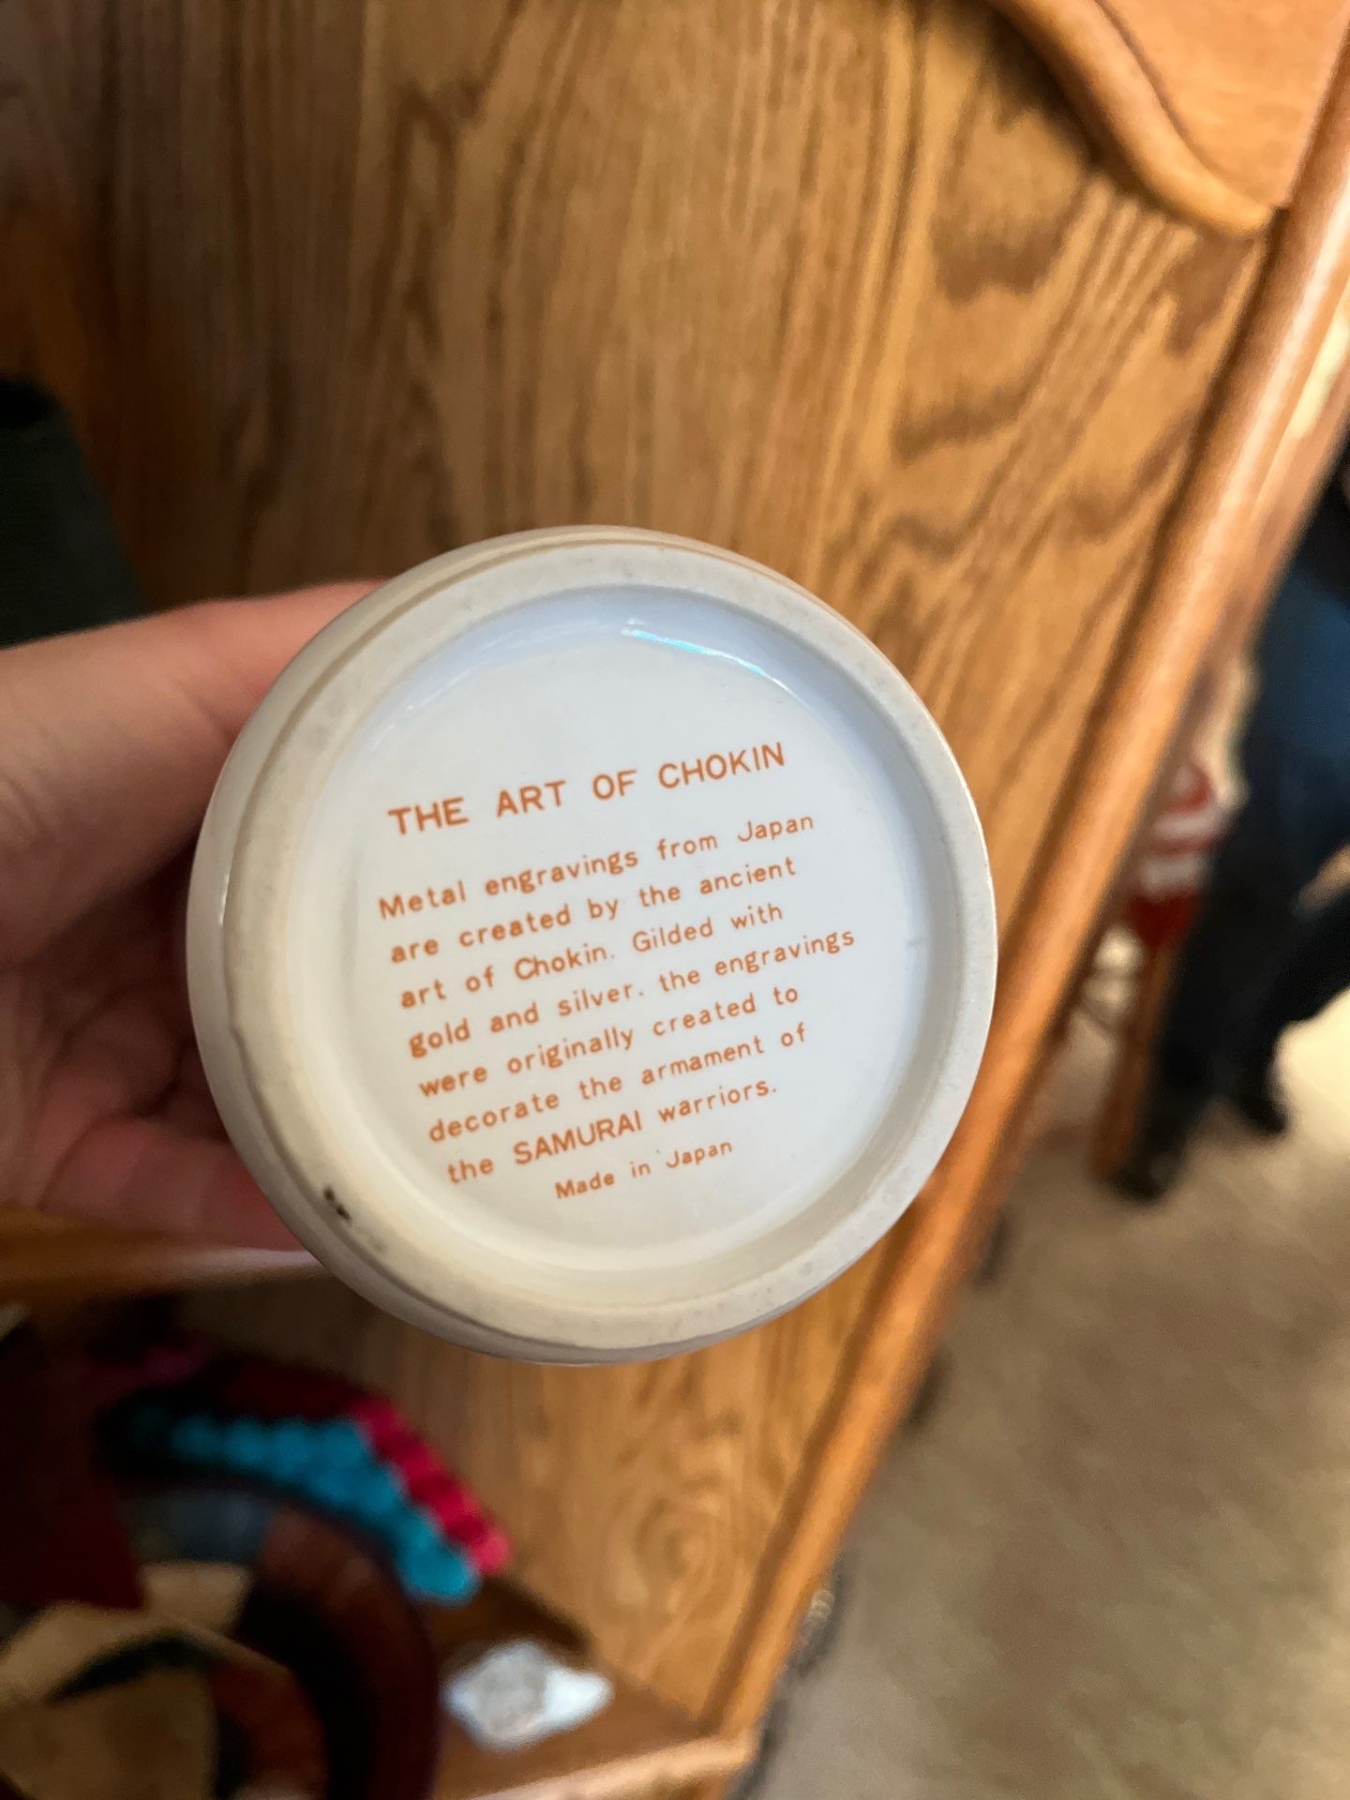 THE ART OF CHOKIN
Metal engravings from Japan
are created by the ancient
art of Chokin. Gilded with
gold and silver. the engravings
were originally created to
decorate the armament of
the SAMURAI warriors.
Made in Japan